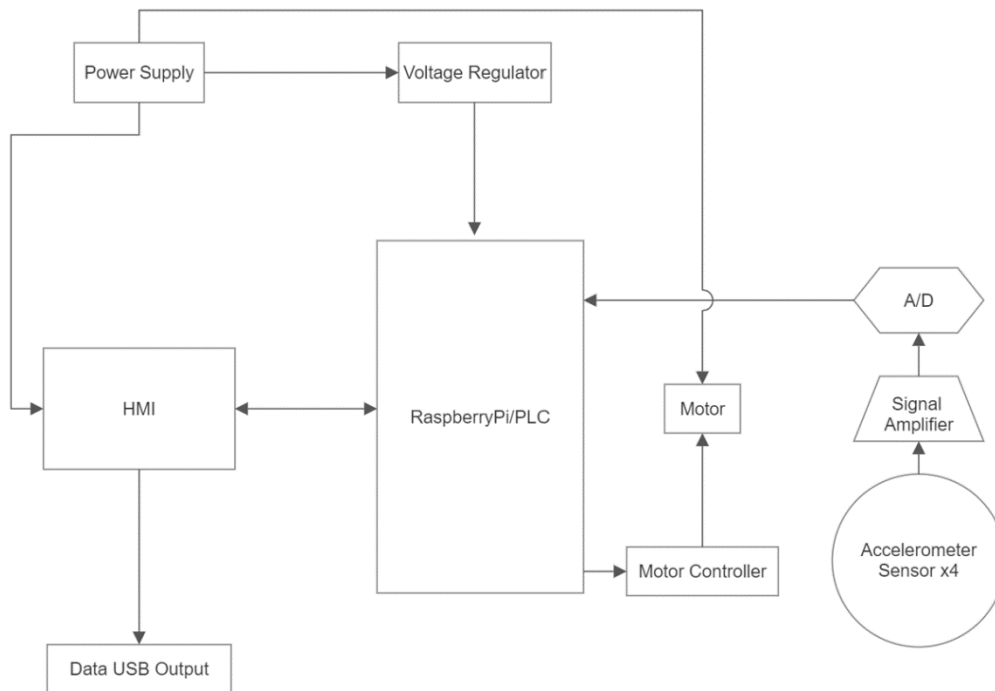 Power Supply
Voltage Regulator
A/D
HMI
RaspberryPi/PLC
Motor
Signal
Amplifier
Accelerometer
Sensor x4
Motor Controller
Data USB Output